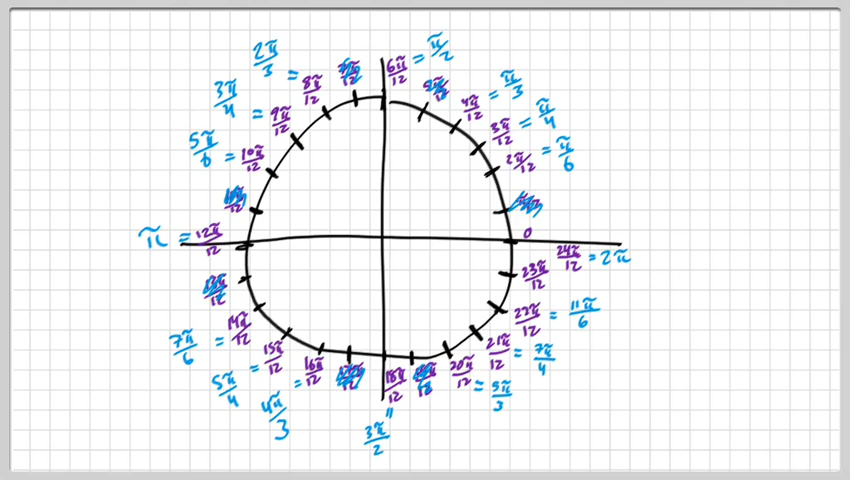 6π/12 = π/2
4π/12 = π/3
3π/12 = π/4
2π/12 = π/6
0
24π/12 = 2π
23π/12
22π/12 = 11π/6
21π/12 = 7π/4
20π/12 = 5π/3
18π/12 = 3π/2
16π/12 = 4π/3
15π/12 = 5π/4
14π/12 = 7π/6
12π/12 = π
10π/12 = 5π/6
9π/12 = 3π/4
8π/12 = 2π/3